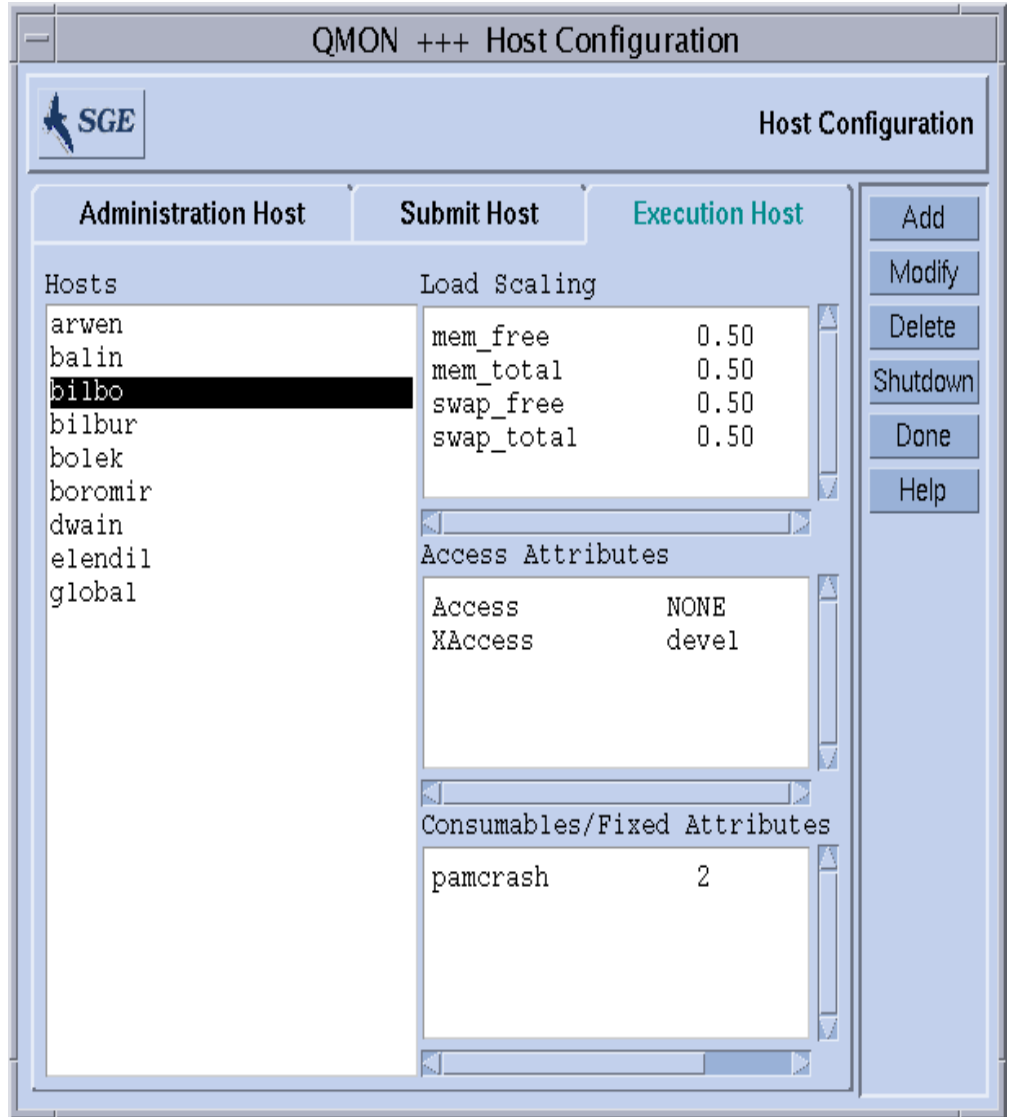 QMON +++ Host Configuration
SGE
Host Configuration
Administration Host
Submit Host
Execution Host
Hosts
arwen
balin
bilbo
bilbur
bolek
boromir
dwain
elendil
global
Load Scaling
mem_free 0.50
mem_total 0.50
swap_free 0.50
swap_total 0.50
Access Attributes
Access NONE
XAccess devel
Consumables/Fixed Attributes
pamcrash 2
Add
Modify
Delete
Shutdown
Done
Help